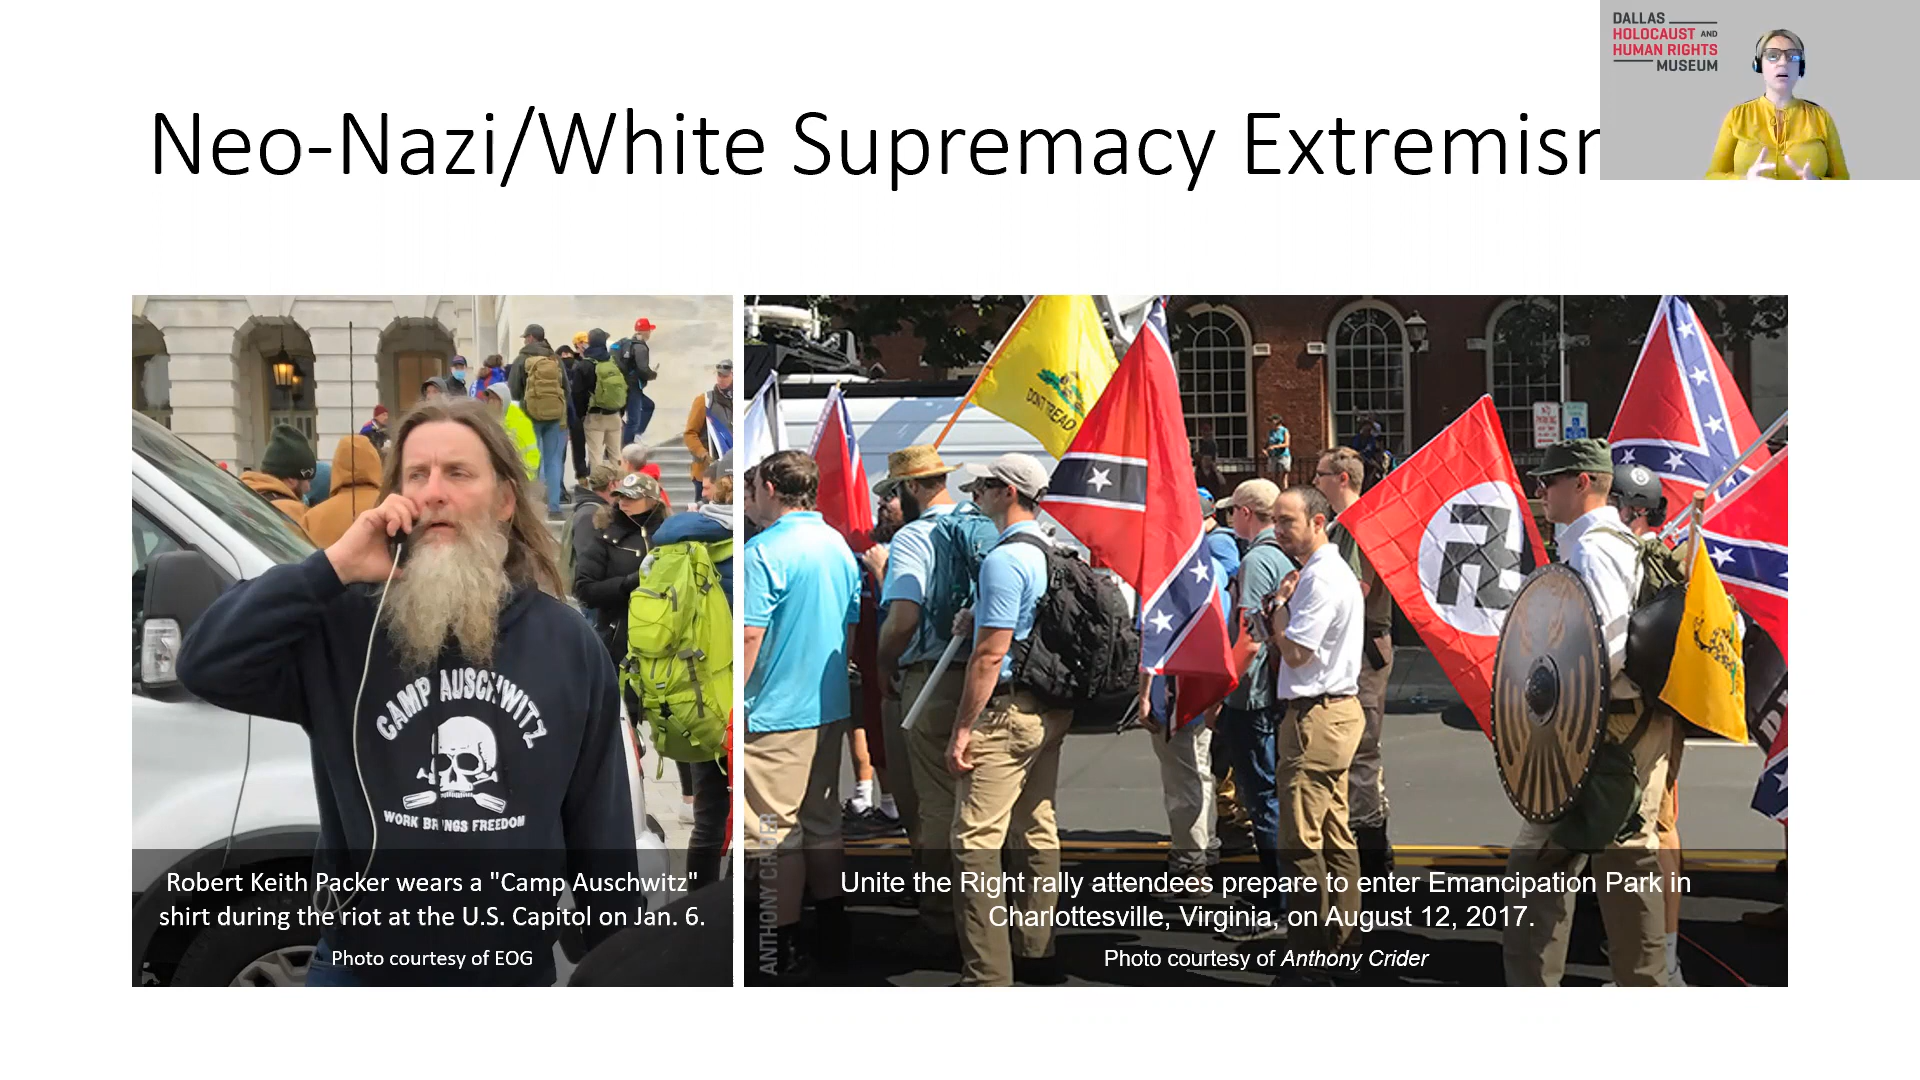 DALLAS
HOLOCAUST AND
HUMAN RIGHTS
MUSEUM
Neo-Nazi/White Supremacy Extremis
CAMP AUSCHWITZ
WORK BRINGS FREEDOM
Robert Keith Packer wears a "Camp Auschwitz"
shirt during the riot at the U.S. Capitol on Jan. 6.
Photo courtesy of EOG
DONT TREAD
NO
PARKING
ANTHONY CRIDER
Unite the Right rally attendees prepare to enter Emancipation Park in
Charlottesville, Virginia, on August 12, 2017.
Photo courtesy of Anthony Crider